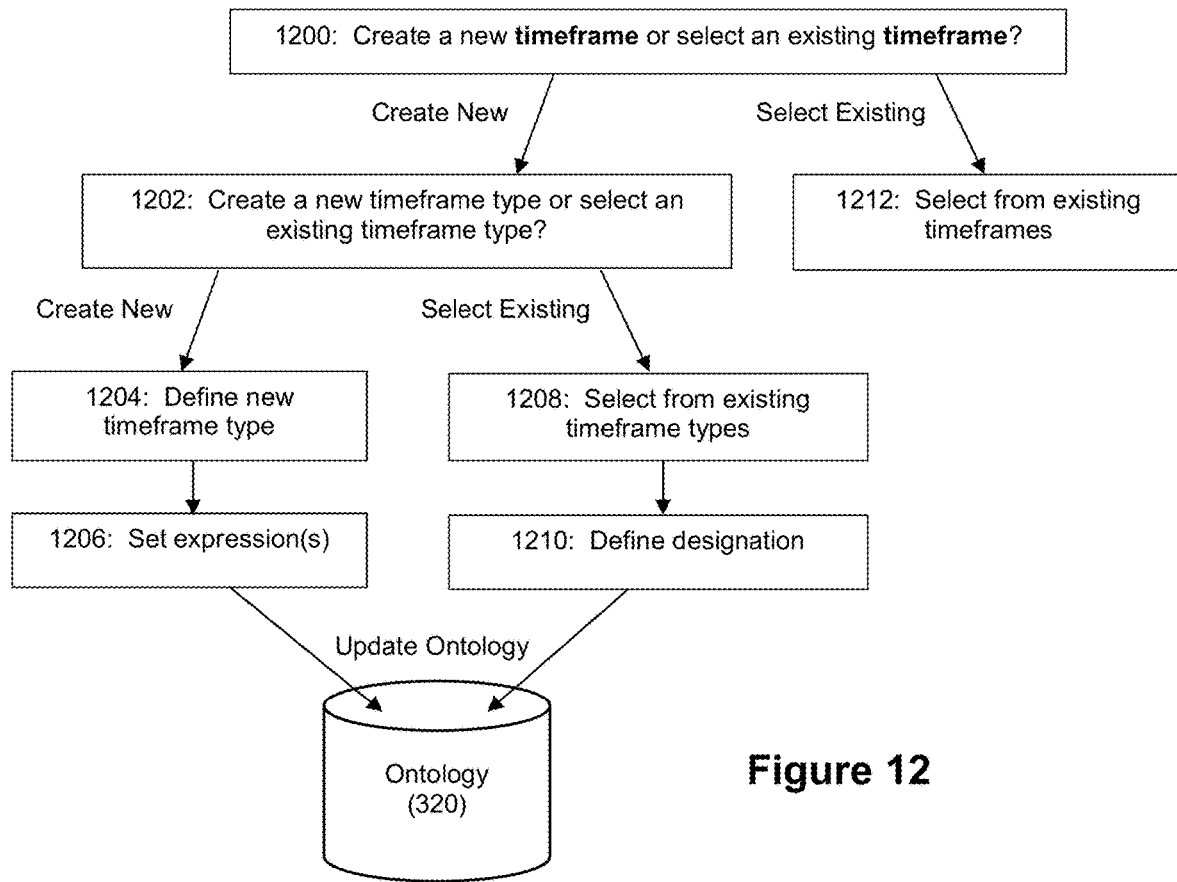 1200: Create a new timeframe or select an existing timeframe?
Create New
Select Existing
1202: Create a new timeframe type or select an
existing timeframe type?
1212: Select from existing
timeframes
Create New
Select Existing
1204: Define new
timeframe type
1208: Select from existing
timeframe types
1206: Set expression(s)
1210: Define designation
Update Ontology
Ontology
(320)
Figure 12